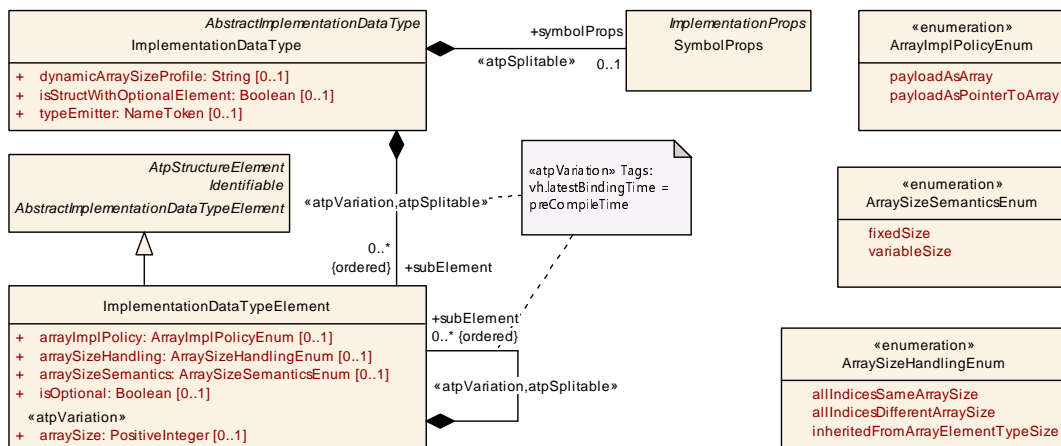 AbstractImplementationDataType
ImplementationDataType
+ dynamicArraySizeProfile: String [0..1]
+ isStructWithOptionalElement: Boolean [0..1]
+ typeEmitter: NameToken [0..1]
+symbolProps
«atpSplitable»
0..1
ImplementationProps
SymbolProps
«enumeration»
ArrayImplPolicyEnum
payloadAsArray
payloadAsPointerToArray
AtpStructureElement
Identifiable
AbstractImplementationDataTypeElement
«atpVariation,atpSplitable»
0..*
{ordered}
+subElement
«atpVariation» Tags:
vh.latestBindingTime =
preCompileTime
«enumeration»
ArraySizeSemanticsEnum
fixedSize
variableSize
ImplementationDataTypeElement
+ arrayImplPolicy: ArrayImplPolicyEnum [0..1]
+ arraySizeHandling: ArraySizeHandlingEnum [0..1]
+ arraySizeSemantics: ArraySizeSemanticsEnum [0..1]
+ isOptional: Boolean [0..1]
«atpVariation»
+ arraySize: PositiveInteger [0..1]
+subElement
0..* {ordered}
«atpVariation,atpSplitable»
«enumeration»
ArraySizeHandlingEnum
allIndicesSameArraySize
allIndicesDifferentArraySize
inheritedFromArrayElementTypeSize